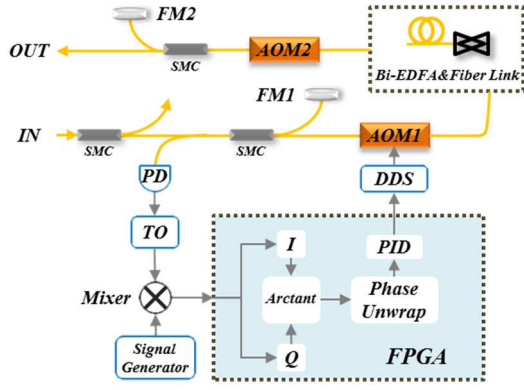 FM2
OUT
SMC
AOM2
Bi-EDFA&Fiber Link
FM1
IN
SMC
SMC
AOM1
PD
DDS
TO
I
PID
Mixer
Arctant
Phase
Unwrap
Signal
Generator
Q
FPGA